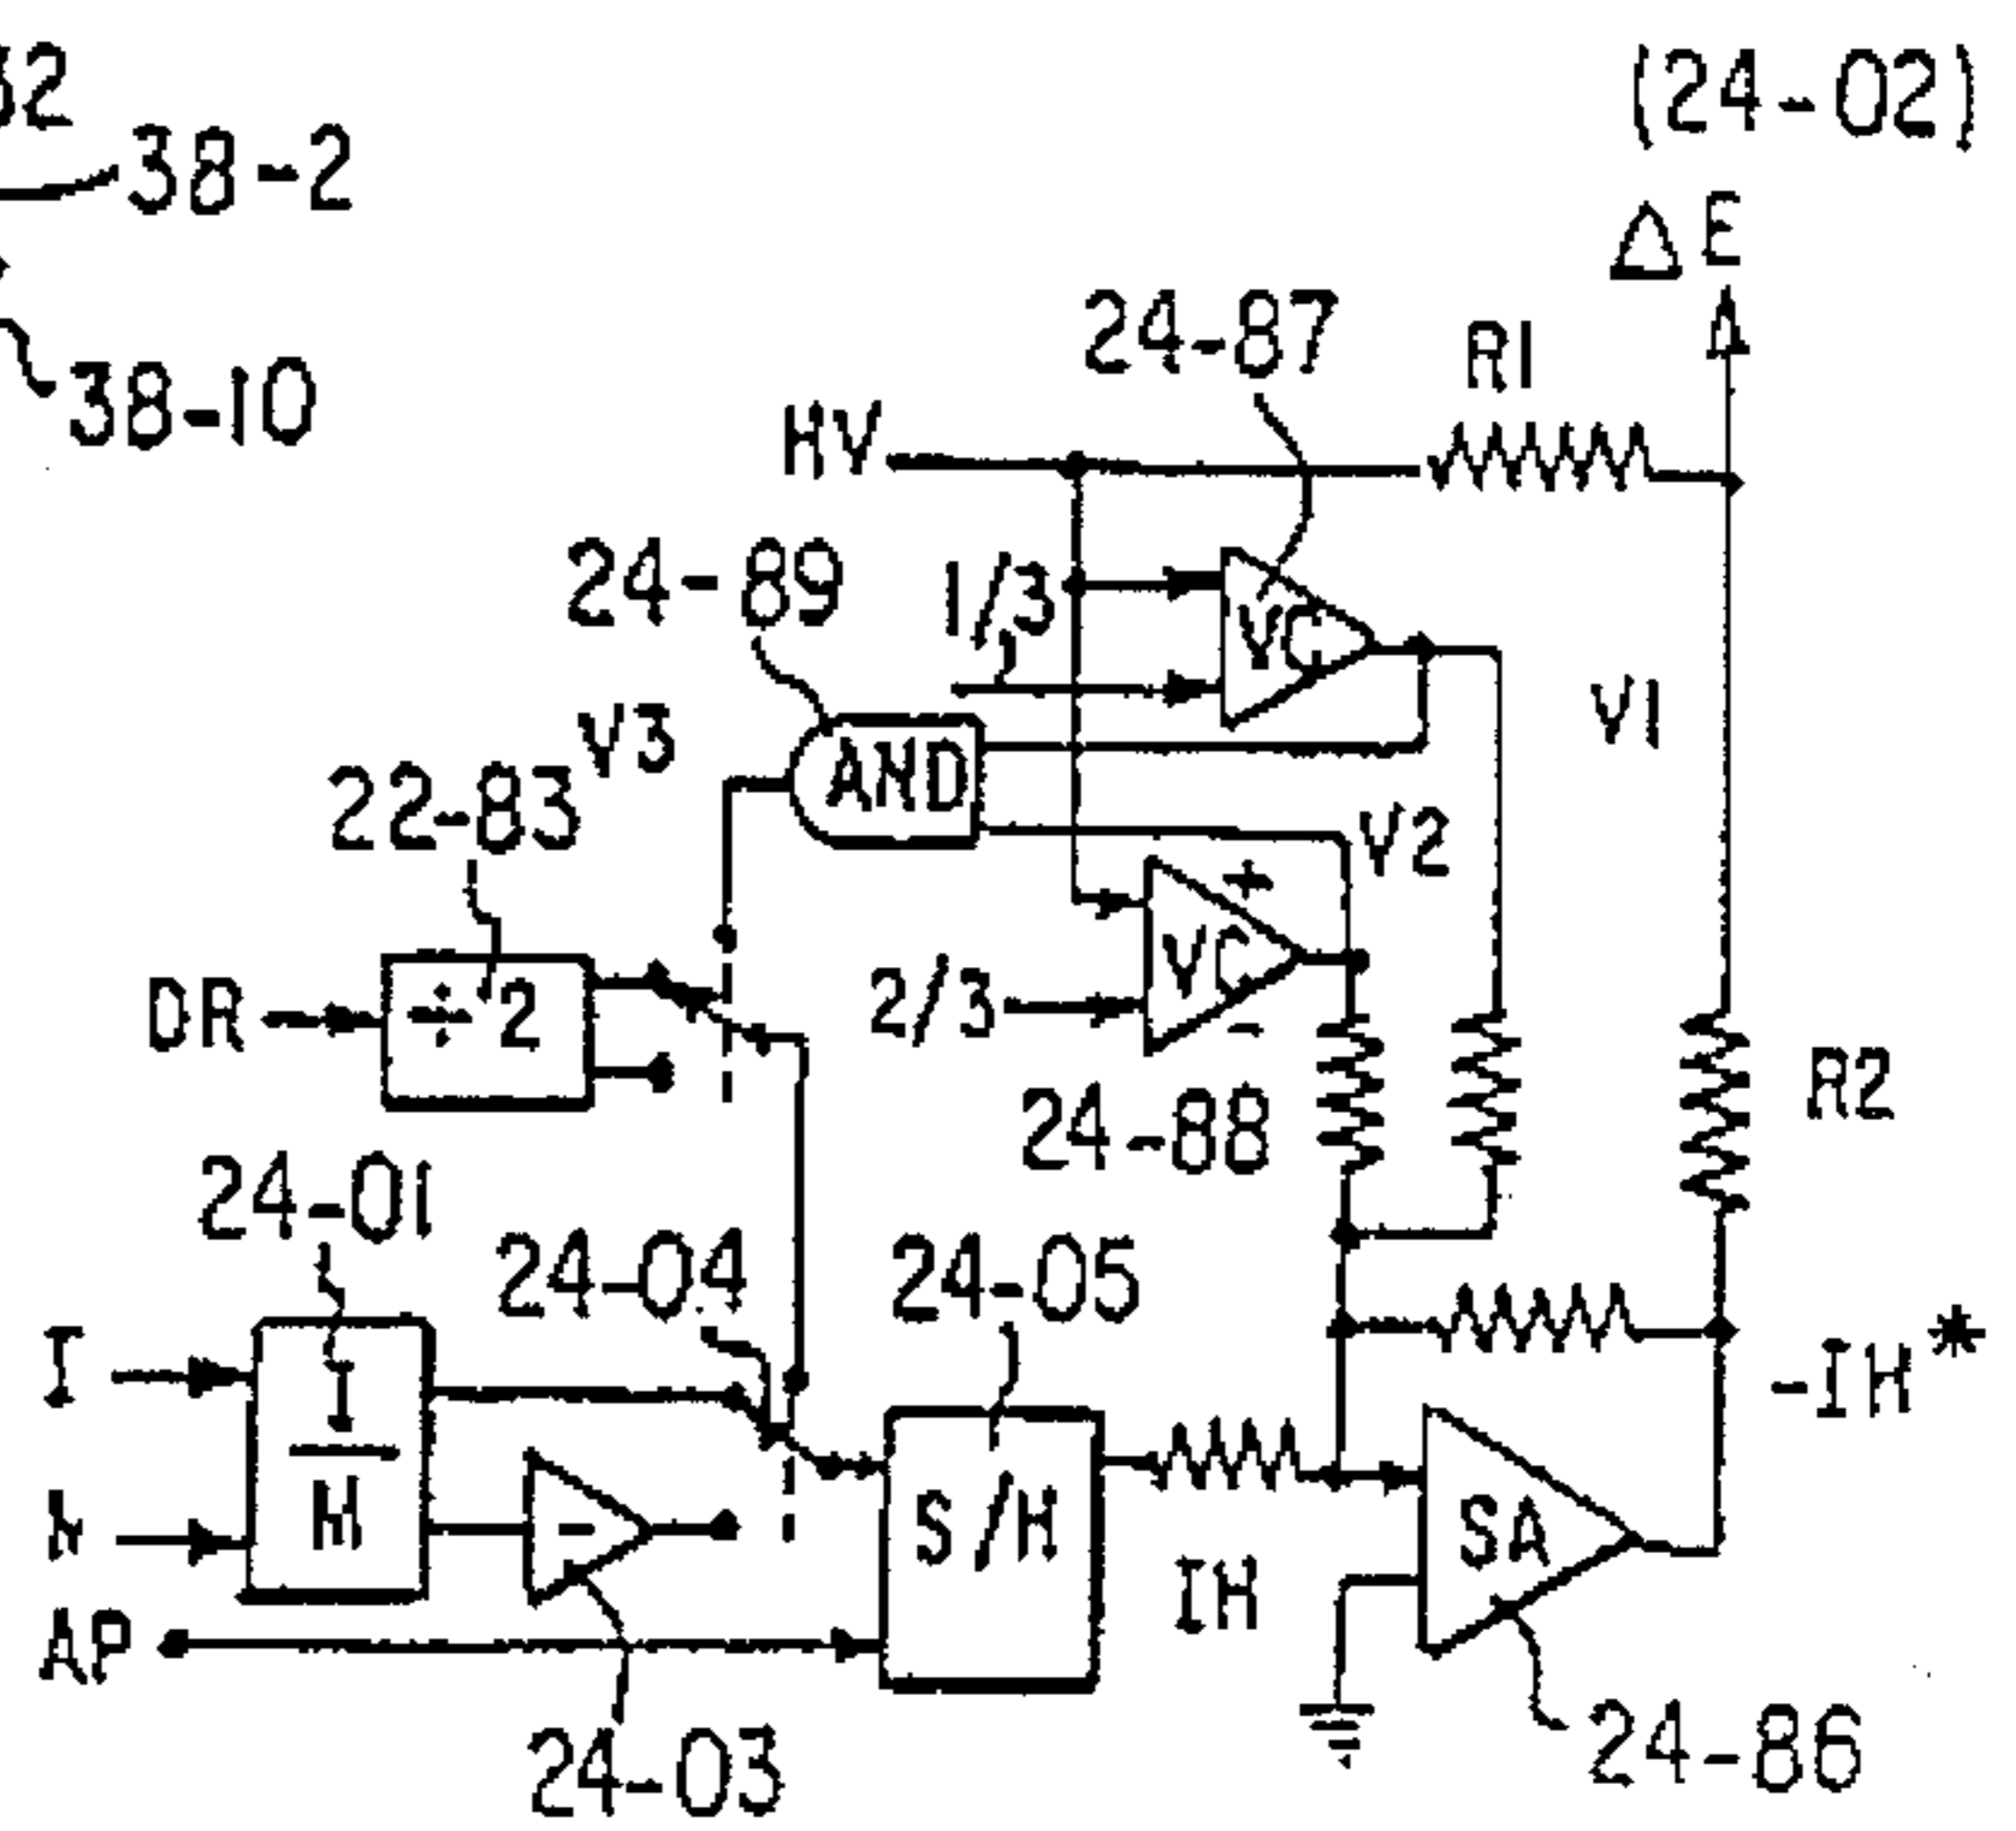 (24-02)
38-2
ΔE
24-87
R1
38-10
HV
24-89
1/3
VC
V3
V1
AND
22-83
V2
+
VC
DR
÷2
2/3
-
R2
24-88
24-01
24-04
24-05
I
-IH*
I
H
S/H
SA
-
IH
AP
24-03
24-86